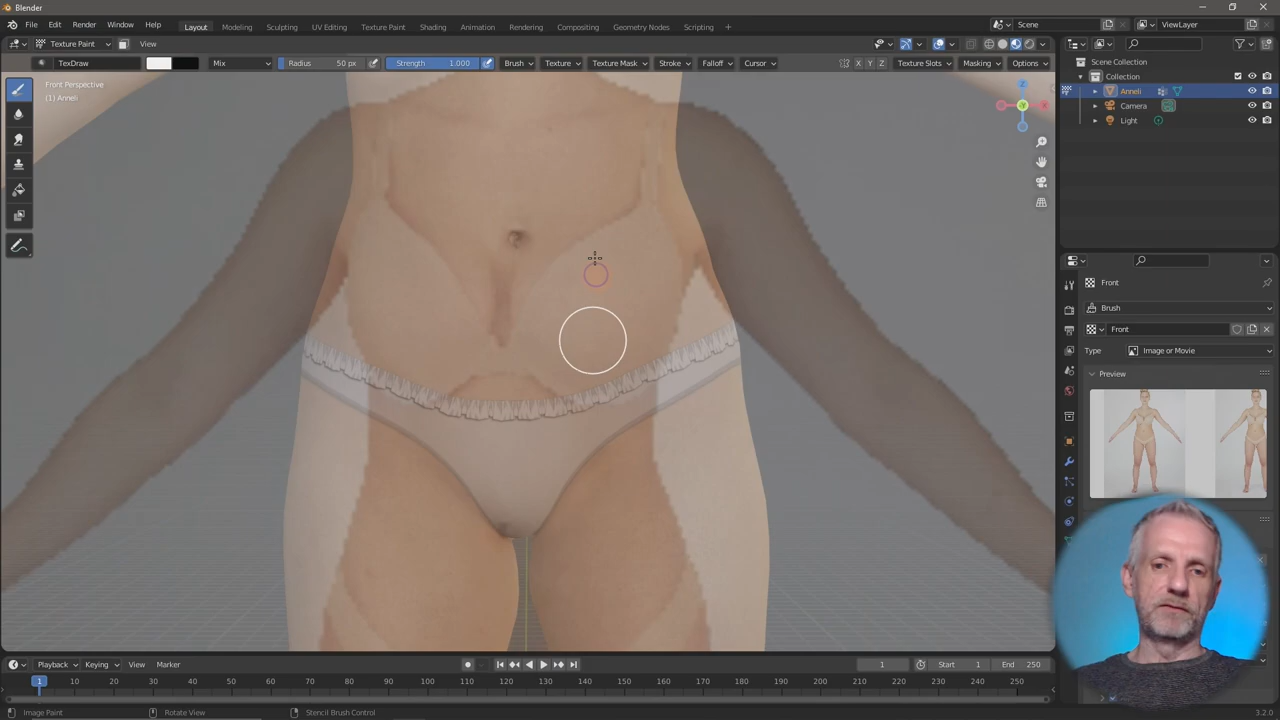 Blender
File Edit Render Window Help
Layout Modeling Sculpting UV Editing Texture Paint Shading Animation Rendering Compositing Geometry Nodes Scripting +
Scene
ViewLayer
Texture Paint View
TexDraw Mix Radius 50 px Strength 1.000 Brush Texture Texture Mask Stroke Falloff Cursor X Y Z Texture Slots Masking Options
Front Perspective
(1) Anneli
Scene Collection
Collection
Anneli
Camera
Light
Front
Brush
Front
Type Image or Movie
Preview
Playback Keying View Marker 1 Start 1 End 250
1 10 20 30 40 50 60 70 80 90 100 110 120 130 140 150 160 170 180 190 200 210 220 230 240 250
Image Paint Rotate View Stencil Brush Control 3.2.0